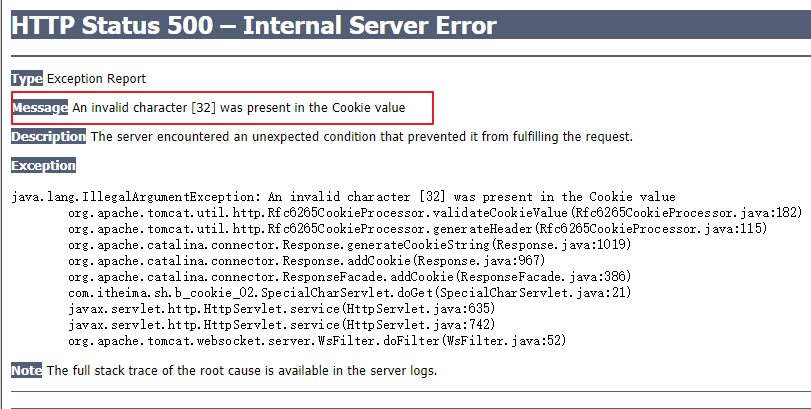 HTTP Status 500 – Internal Server Error
Type Exception Report
Message An invalid character [32] was present in the Cookie value
Description The server encountered an unexpected condition that prevented it from fulfilling the request.
Exception
java.lang.IllegalArgumentException: An invalid character [32] was present in the Cookie value
org.apache.tomcat.util.http.Rfc6265CookieProcessor.validateCookieValue(Rfc6265CookieProcessor.java:182)
org.apache.tomcat.util.http.Rfc6265CookieProcessor.generateHeader(Rfc6265CookieProcessor.java:115)
org.apache.catalina.connector.Response.generateCookieString(Response.java:1019)
org.apache.catalina.connector.Response.addCookie(Response.java:967)
org.apache.catalina.connector.ResponseFacade.addCookie(ResponseFacade.java:386)
com.itheima.sh.b_cookie_02.SpecialCharServlet.doGet(SpecialCharServlet.java:21)
javax.servlet.http.HttpServlet.service(HttpServlet.java:635)
javax.servlet.http.HttpServlet.service(HttpServlet.java:742)
org.apache.tomcat.websocket.server.WsFilter.doFilter(WsFilter.java:52)
Note The full stack trace of the root cause is available in the server logs.